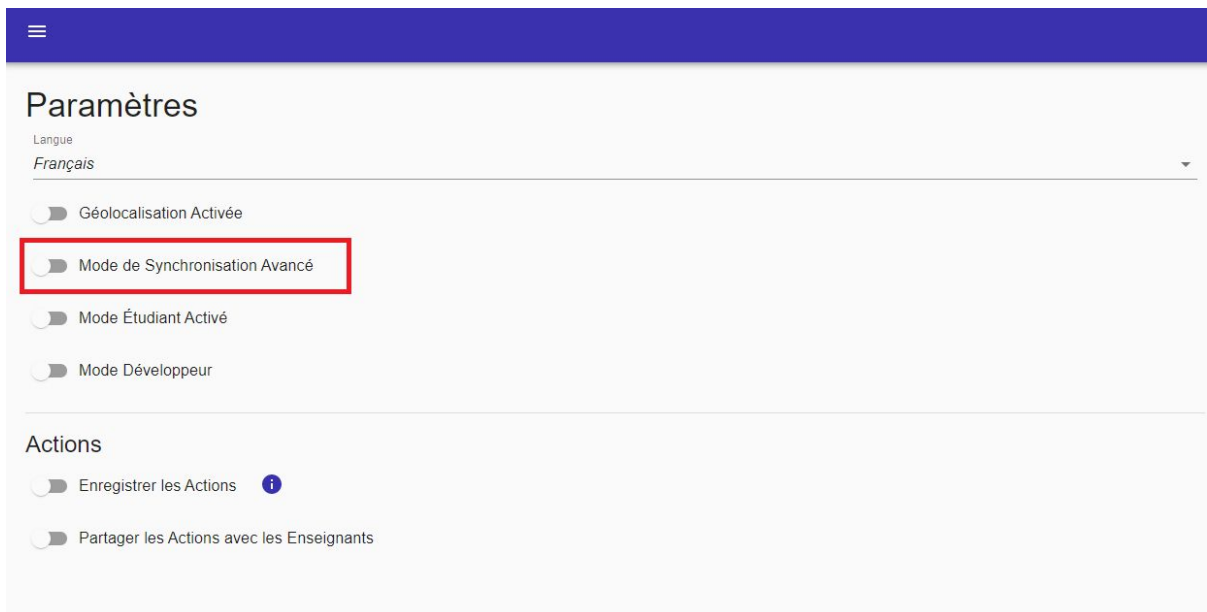 Paramètres
Langue
Français
Géolocalisation Activée
Mode de Synchronisation Avancé
Mode Étudiant Activé
Mode Développeur
Actions
Enregistrer les Actions i
Partager les Actions avec les Enseignants